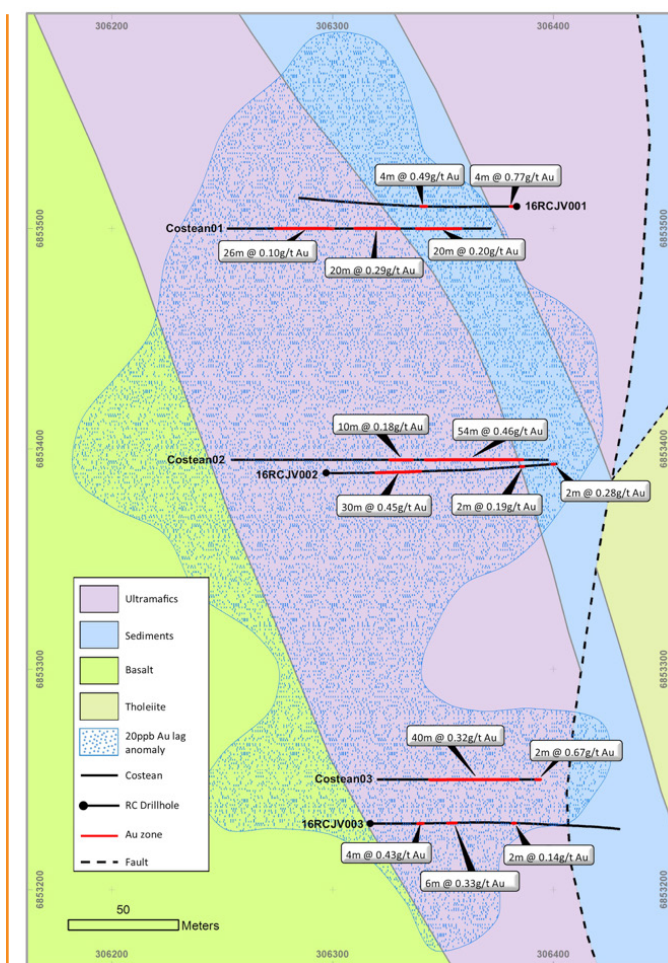 306200
306300
306400
4m @ 0.49g/t Au
4m @ 0.77g/t Au
16RCJV001
6853500
6853500
Costean01
26m @ 0.10g/t Au
20m @ 0.20g/t Au
20m @ 0.29g/t Au
10m @ 0.18g/t Au
54m @ 0.46g/t Au
6853400
6853400
Costean02
16RCJV002
30m @ 0.45g/t Au
2m @ 0.19g/t Au
2m @ 0.28g/t Au
Ultramafics
Sediments
Basalt
Tholeiite
20ppb Au lag
anomaly
Costean
RC Drillhole
Au zone
Fault
6853300
6853300
40m @ 0.32g/t Au
2m @ 0.67g/t Au
Costean03
16RCJV003
4m @ 0.43g/t Au
2m @ 0.14g/t Au
6m @ 0.33g/t Au
6853200
6853200
50
Meters
306200
306300
306400